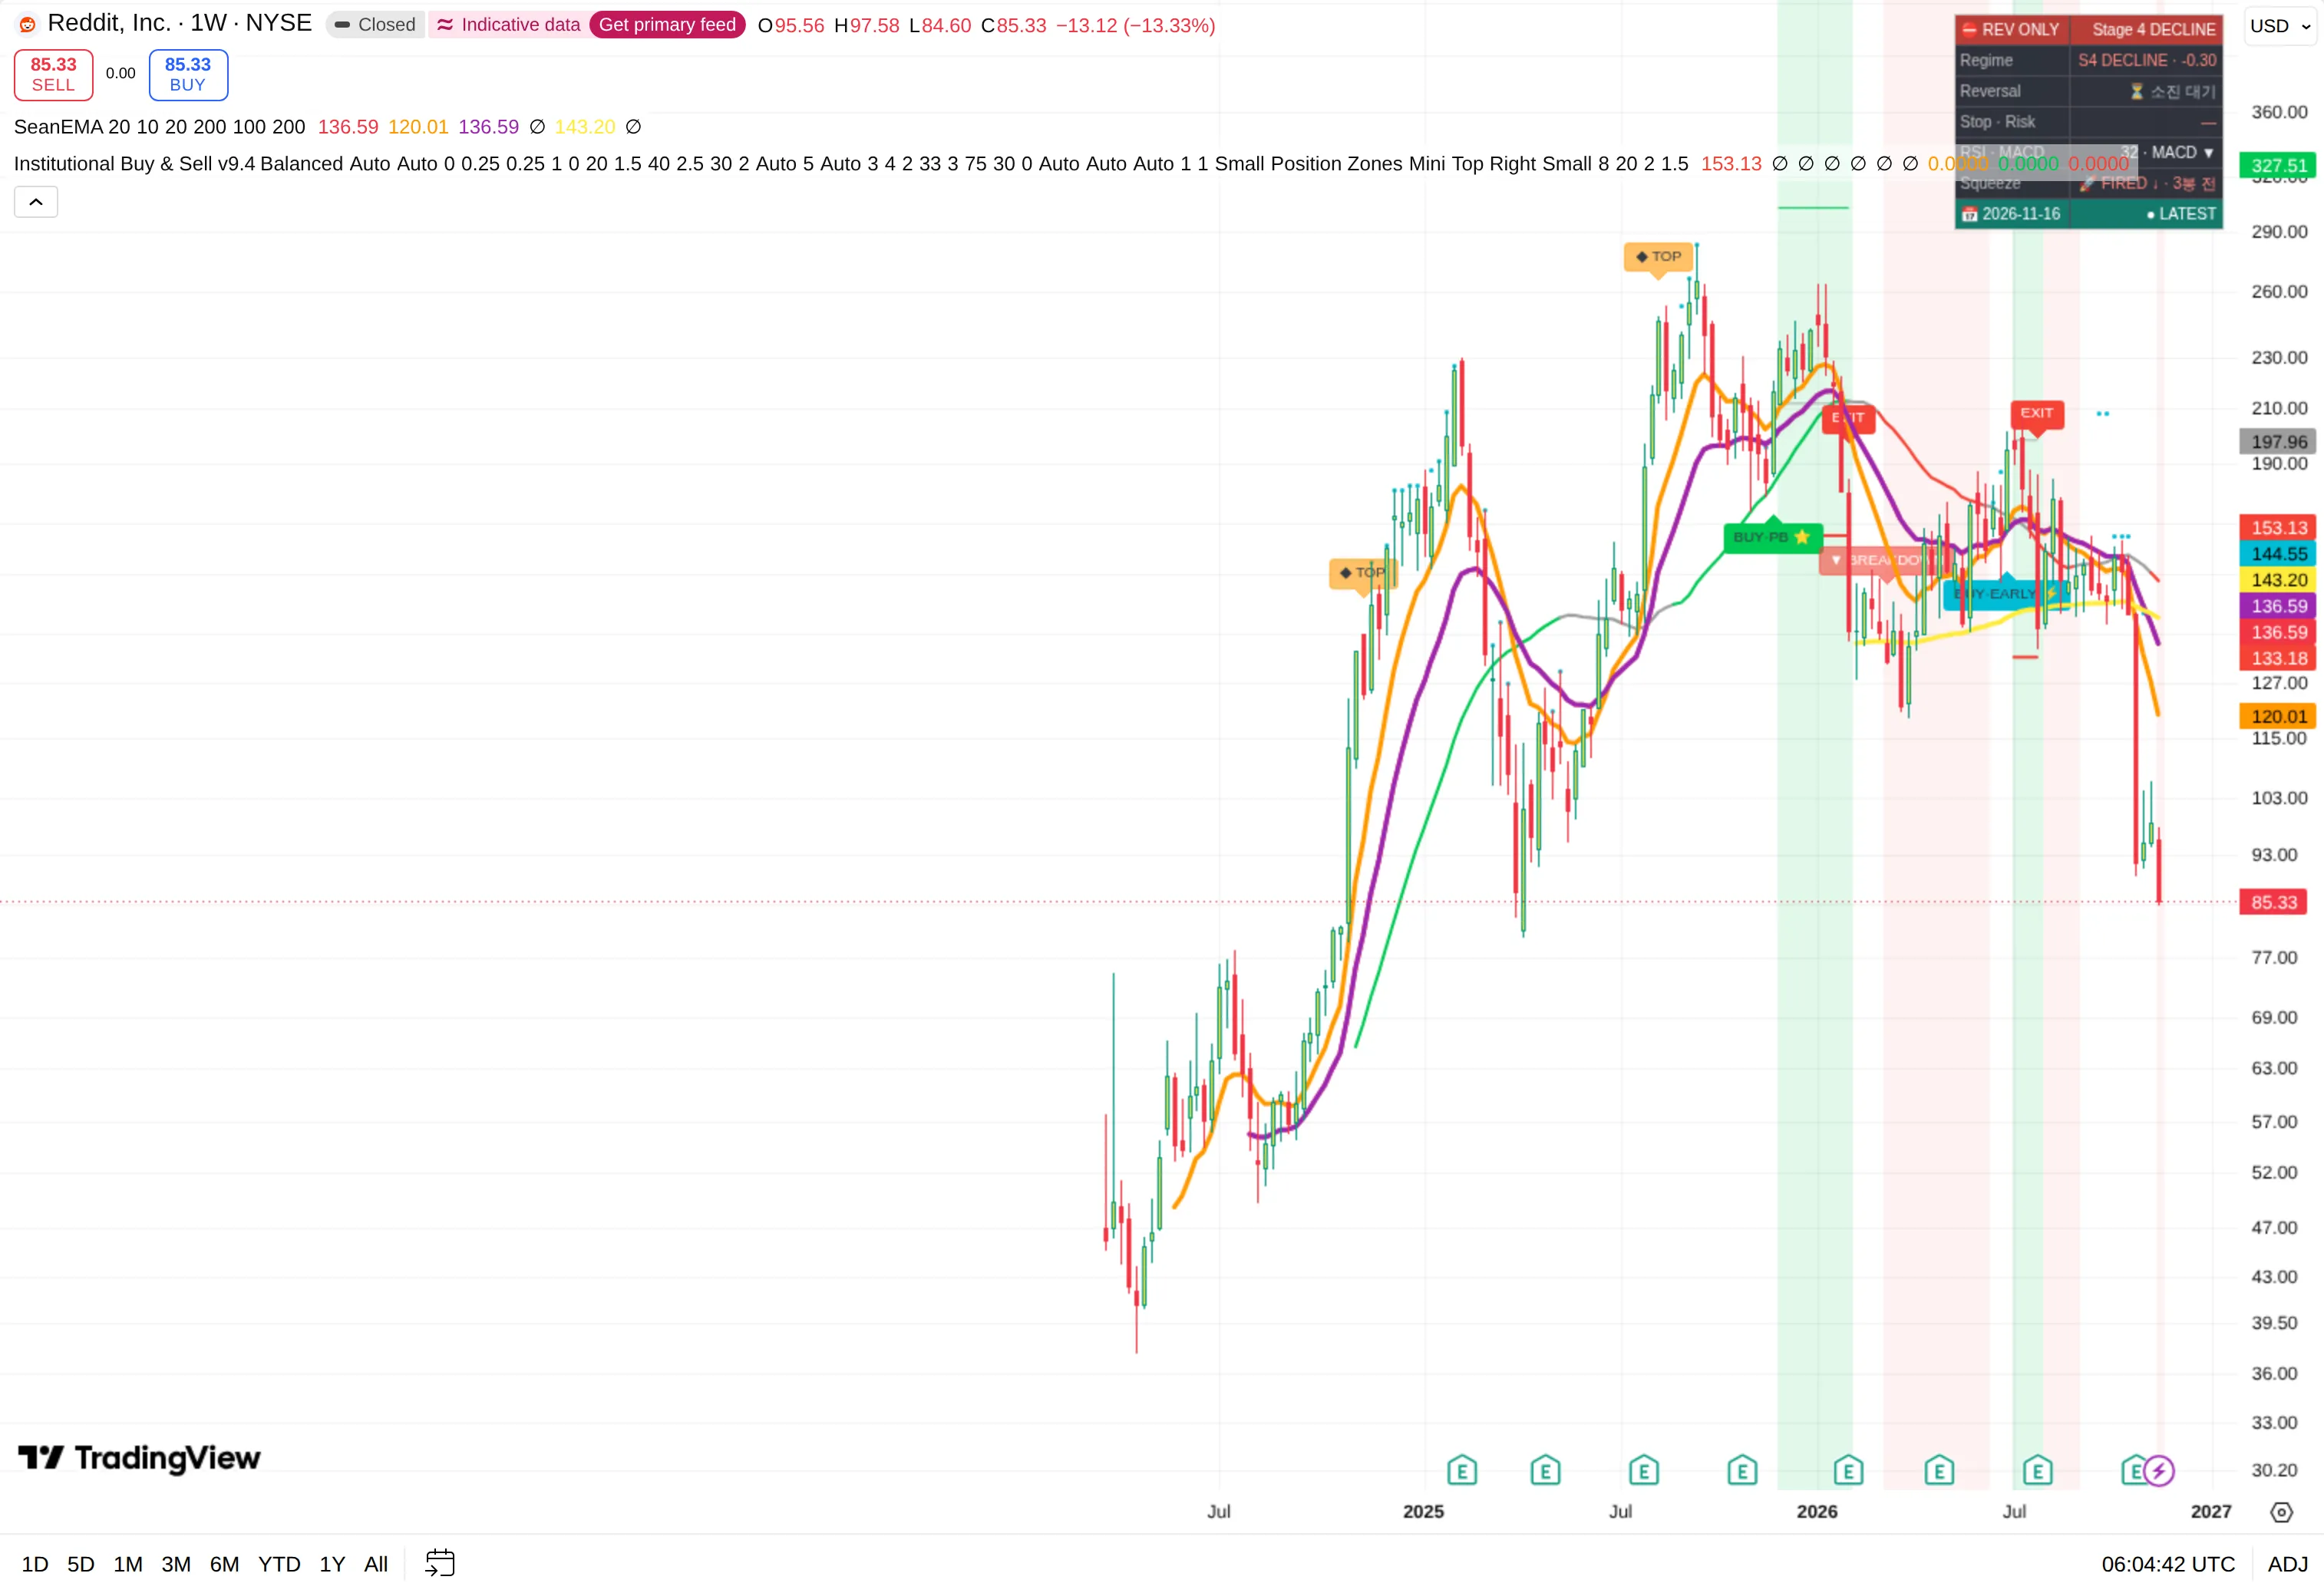 Reddit, Inc. · 1W · NYSE Closed Indicative data Get primary feed O95.56 H97.58 L84.60 C85.33 −13.12 (−13.33%)
85.33 SELL 0.00 85.33 BUY
SeanEMA 20 10 20 200 100 200 136.59 120.01 136.59 ∅ 143.20 ∅
Institutional Buy & Sell v9.4 Balanced Auto Auto 0 0.25 0.25 1 0 20 1.5 40 2.5 30 2 Auto 5 Auto 3 4 2 33 3 75 30 0 Auto Auto Auto 1 1 Small Position Zones Mini Top Right Small 8 20 2 1.5 153.13 ∅ ∅ ∅ ∅ ∅ ∅ 0.0000 0.0000 0.0000
REV ONLY Stage 4 DECLINE
Regime S4 DECLINE · -0.30
Reversal ⏳ 소진 대기
Stop · Risk —
RSI · MACD 32 · MACD ▼
Squeeze 🚀 FIRED ↓ · 3봉 전
2026-11-16 ● LATEST
USD
360.00
327.51
290.00
260.00
230.00
210.00
197.96
190.00
153.13
144.55
143.20
136.59
136.59
133.18
127.00
120.01
115.00
103.00
93.00
85.33
77.00
69.00
63.00
57.00
52.00
47.00
43.00
39.50
36.00
33.00
30.20
◆ TOP
◆ TOP
EXIT
EXIT
BUY-PB ⭐
▼ BREAKDOWN
BUY-EARLY ⚡
TradingView
E E E E E E E E
Jul 2025 Jul 2026 Jul 2027
1D 5D 1M 3M 6M YTD 1Y All 06:04:42 UTC ADJ